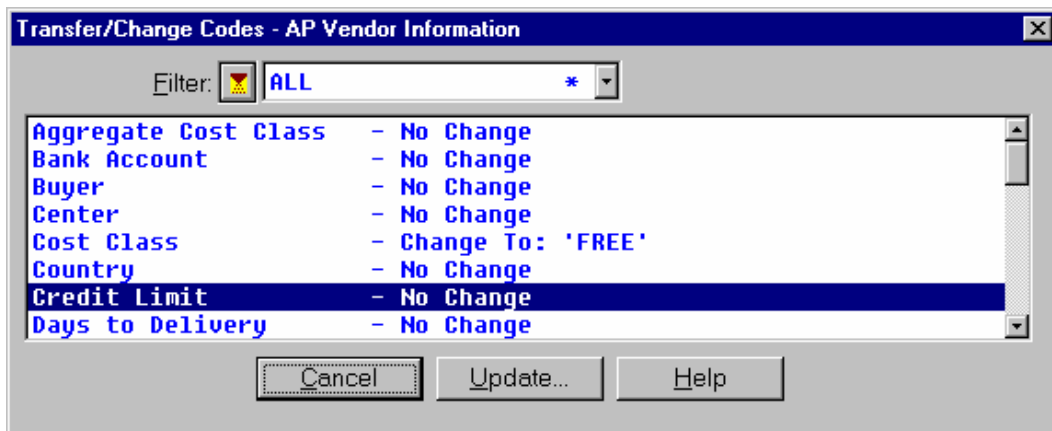 Transfer/Change Codes - AP Vendor Information
Filter: ALL *
Aggregate Cost Class - No Change
Bank Account - No Change
Buyer - No Change
Center - No Change
Cost Class - Change To: 'FREE'
Country - No Change
Credit Limit - No Change
Days to Delivery - No Change
Cancel Update... Help